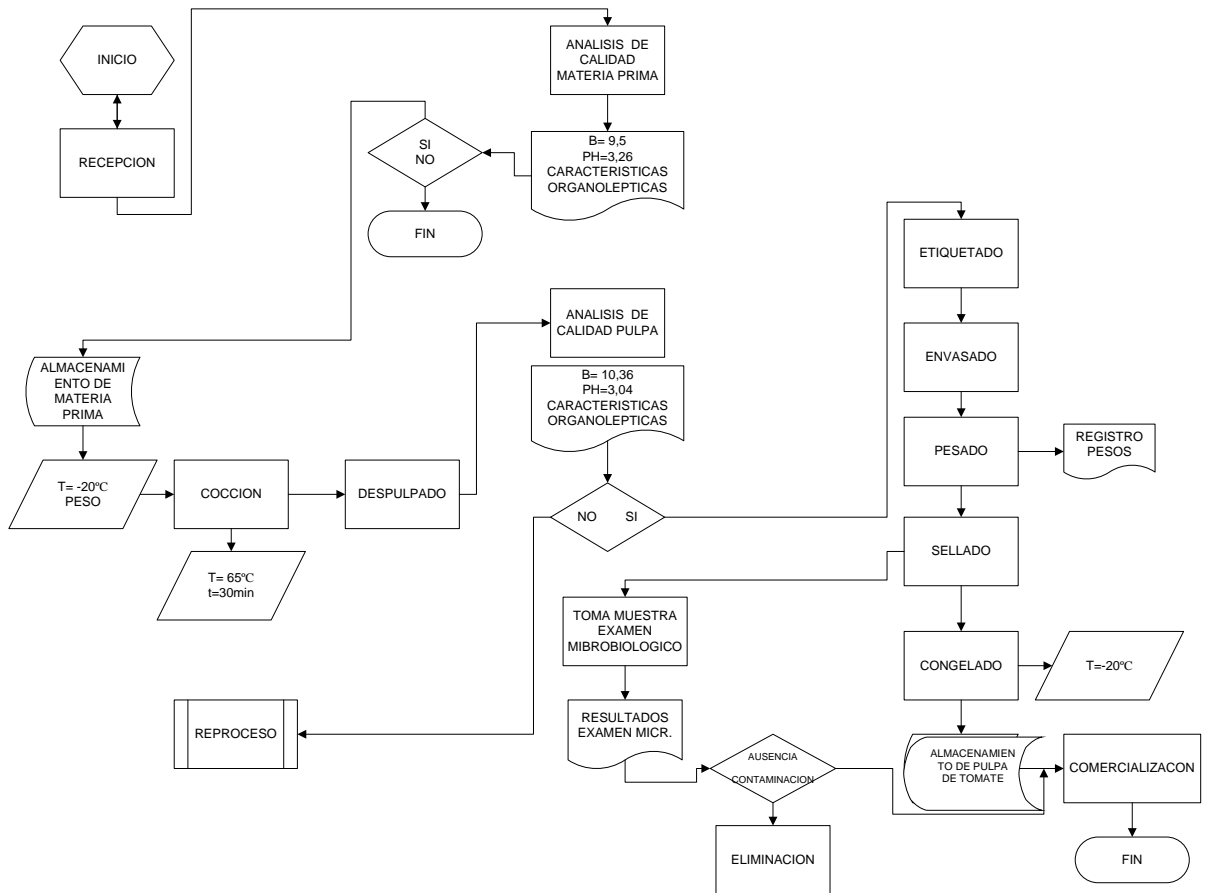 INICIO
RECEPCION
ANALISIS DE
CALIDAD
MATERIA PRIMA
B= 9,5
PH=3,26
CARACTERISTICAS
ORGANOLEPTICAS
SI
NO
FIN
ALMACENAMI
ENTO DE
MATERIA
PRIMA
T= -20ºC
PESO
COCCION
T= 65ºC
t=30min
DESPULPADO
ANALISIS DE
CALIDAD PULPA
B= 10,36
PH=3,04
CARACTERISTICAS
ORGANOLEPTICAS
NO SI
REPROCESO
ETIQUETADO
ENVASADO
PESADO
REGISTRO
PESOS
SELLADO
TOMA MUESTRA
EXAMEN
MIBROBIOLOGICO
RESULTADOS
EXAMEN MICR.
AUSENCIA
CONTAMINACION
ELIMINACION
CONGELADO
T=-20ºC
ALMACENAMIEN
TO DE PULPA
DE TOMATE
COMERCIALIZACON
FIN